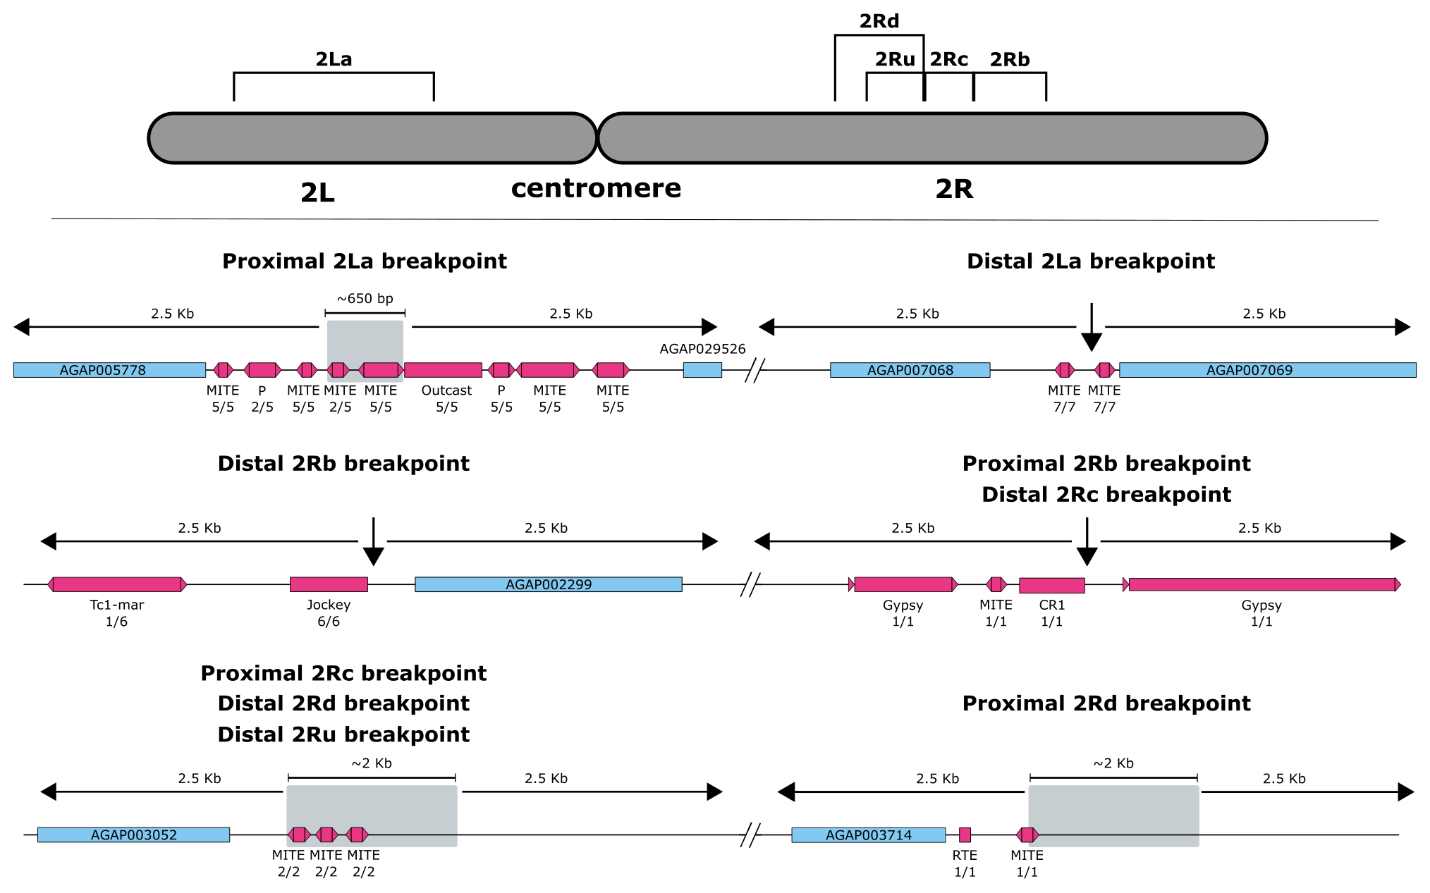 2Rd
2La
2Ru 2Rc 2Rb
2L centromere 2R
Proximal 2La breakpoint
Distal 2La breakpoint
~650 bp
2.5 Kb 2.5 Kb
2.5 Kb 2.5 Kb
AGAP005778
AGAP029526
AGAP007068
AGAP007069
MITE P MITE MITE MITE Outcast P MITE MITE
5/5 2/5 5/5 2/5 5/5 5/5 5/5 5/5 5/5
MITE MITE
7/7 7/7
Distal 2Rb breakpoint
Proximal 2Rb breakpoint
Distal 2Rc breakpoint
2.5 Kb 2.5 Kb
2.5 Kb 2.5 Kb
AGAP002299
Tc1-mar Jockey
1/6 6/6
Gypsy MITE CR1 Gypsy
1/1 1/1 1/1 1/1
Proximal 2Rc breakpoint
Distal 2Rd breakpoint
Distal 2Ru breakpoint
Proximal 2Rd breakpoint
~2 Kb
2.5 Kb 2.5 Kb
~2 Kb
2.5 Kb 2.5 Kb
AGAP003052
AGAP003714
MITE MITE MITE
2/2 2/2 2/2
RTE MITE
1/1 1/1